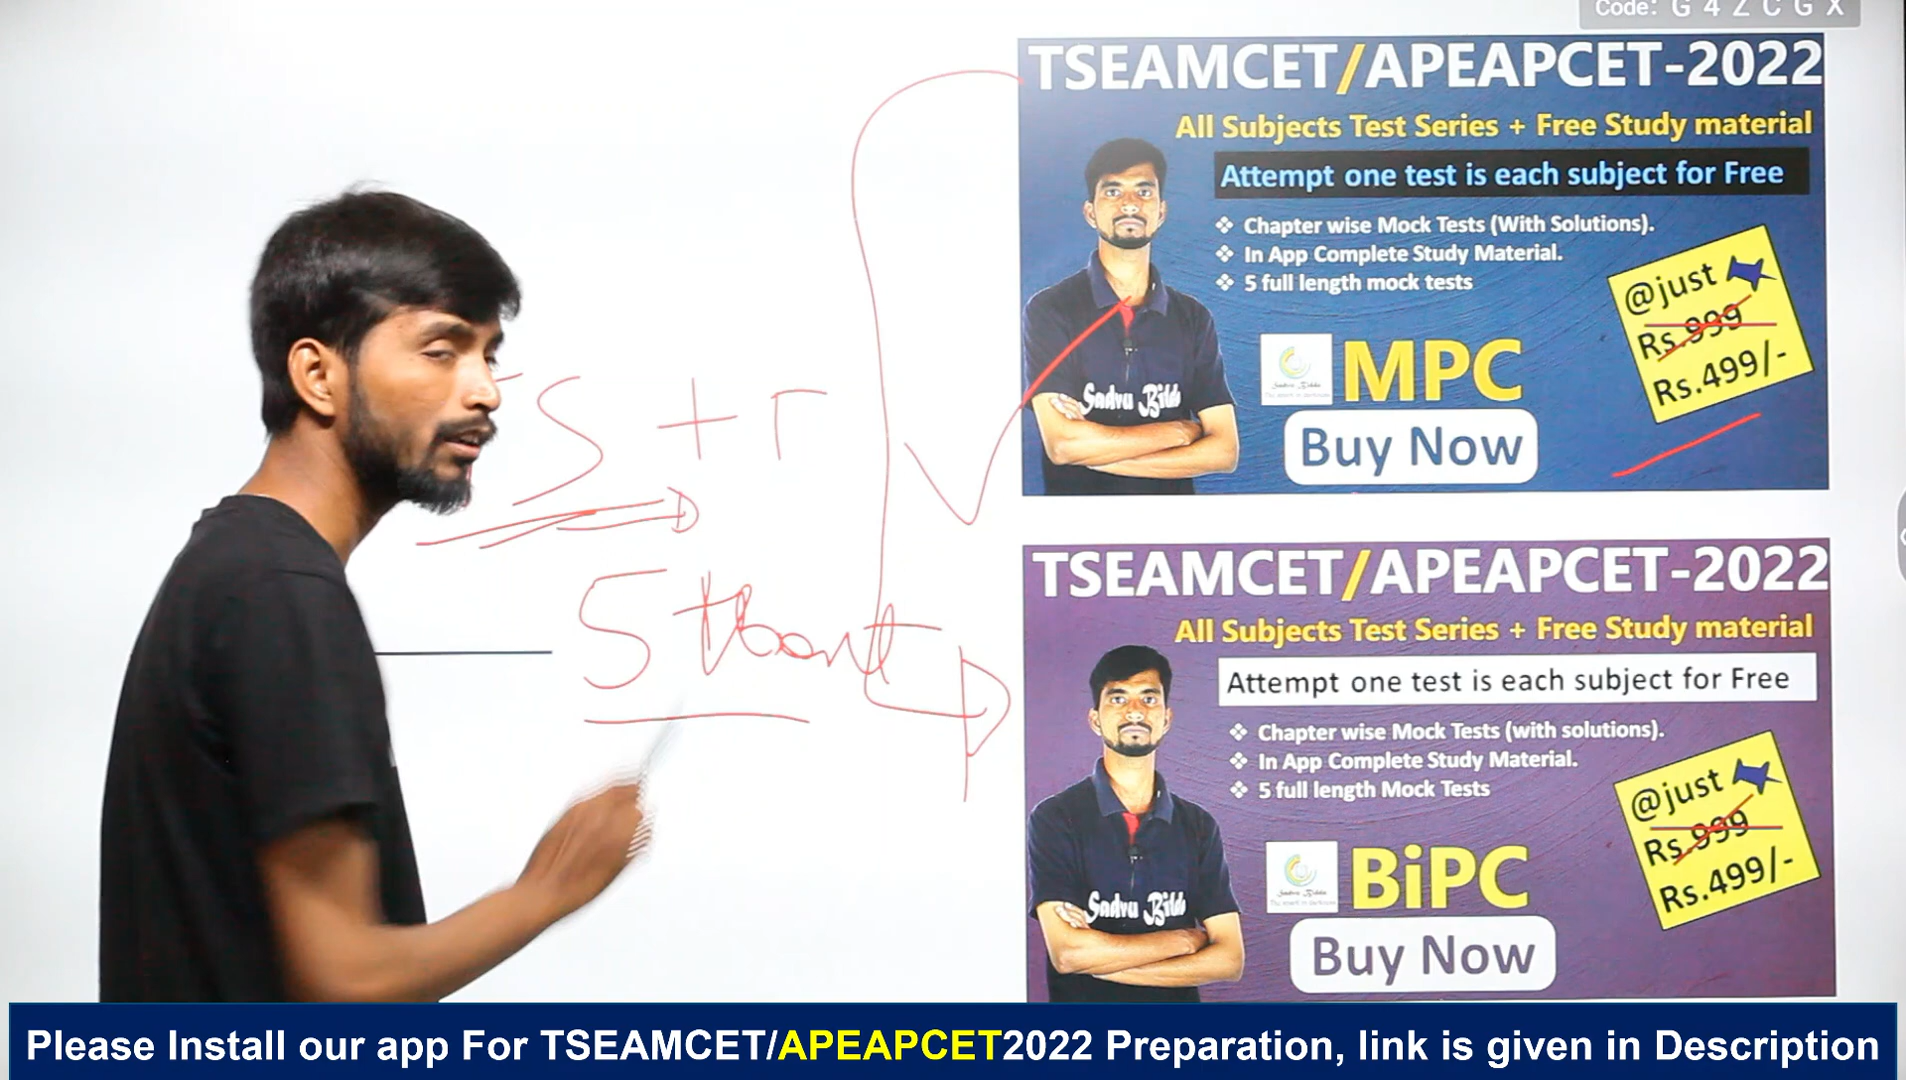 Code: G 4 Z C G X
TSEAMCET/APEAPCET-2022
All Subjects Test Series + Free Study material
Attempt one test is each subject for Free
❖ Chapter wise Mock Tests (With Solutions).
❖ In App Complete Study Material.
❖ 5 full length mock tests
@just
Rs.999
Rs.499/-
Sadvu Bidda
MPC
Buy Now
S + r
5
TSEAMCET/APEAPCET-2022
All Subjects Test Series + Free Study material
Attempt one test is each subject for Free
❖ Chapter wise Mock Tests (with solutions).
❖ In App Complete Study Material.
❖ 5 full length Mock Tests
@just
Rs.999
Rs.499/-
BiPC
Buy Now
Please Install our app For TSEAMCET/APEAPCET2022 Preparation, link is given in Description